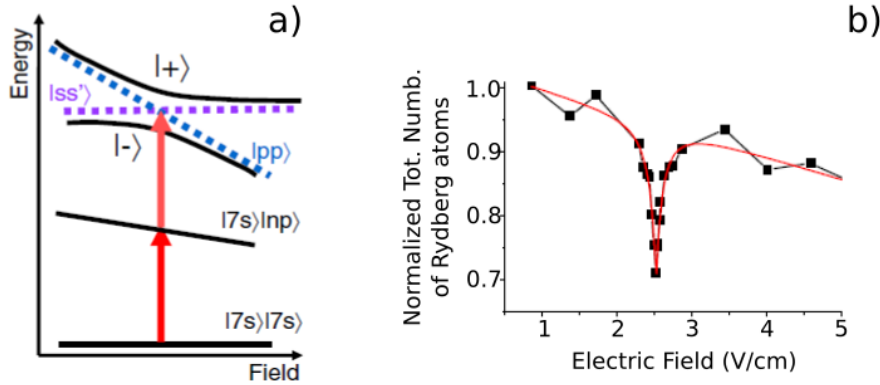 a)
Energy
|+⟩
|ss'⟩
|-⟩
|pp⟩
|7s⟩|np⟩
|7s⟩|7s⟩
Field
b)
Normalized Tot. Numb.
of Rydberg atoms
1.0
0.9
0.8
0.7
1 2 3 4 5
Electric Field (V/cm)